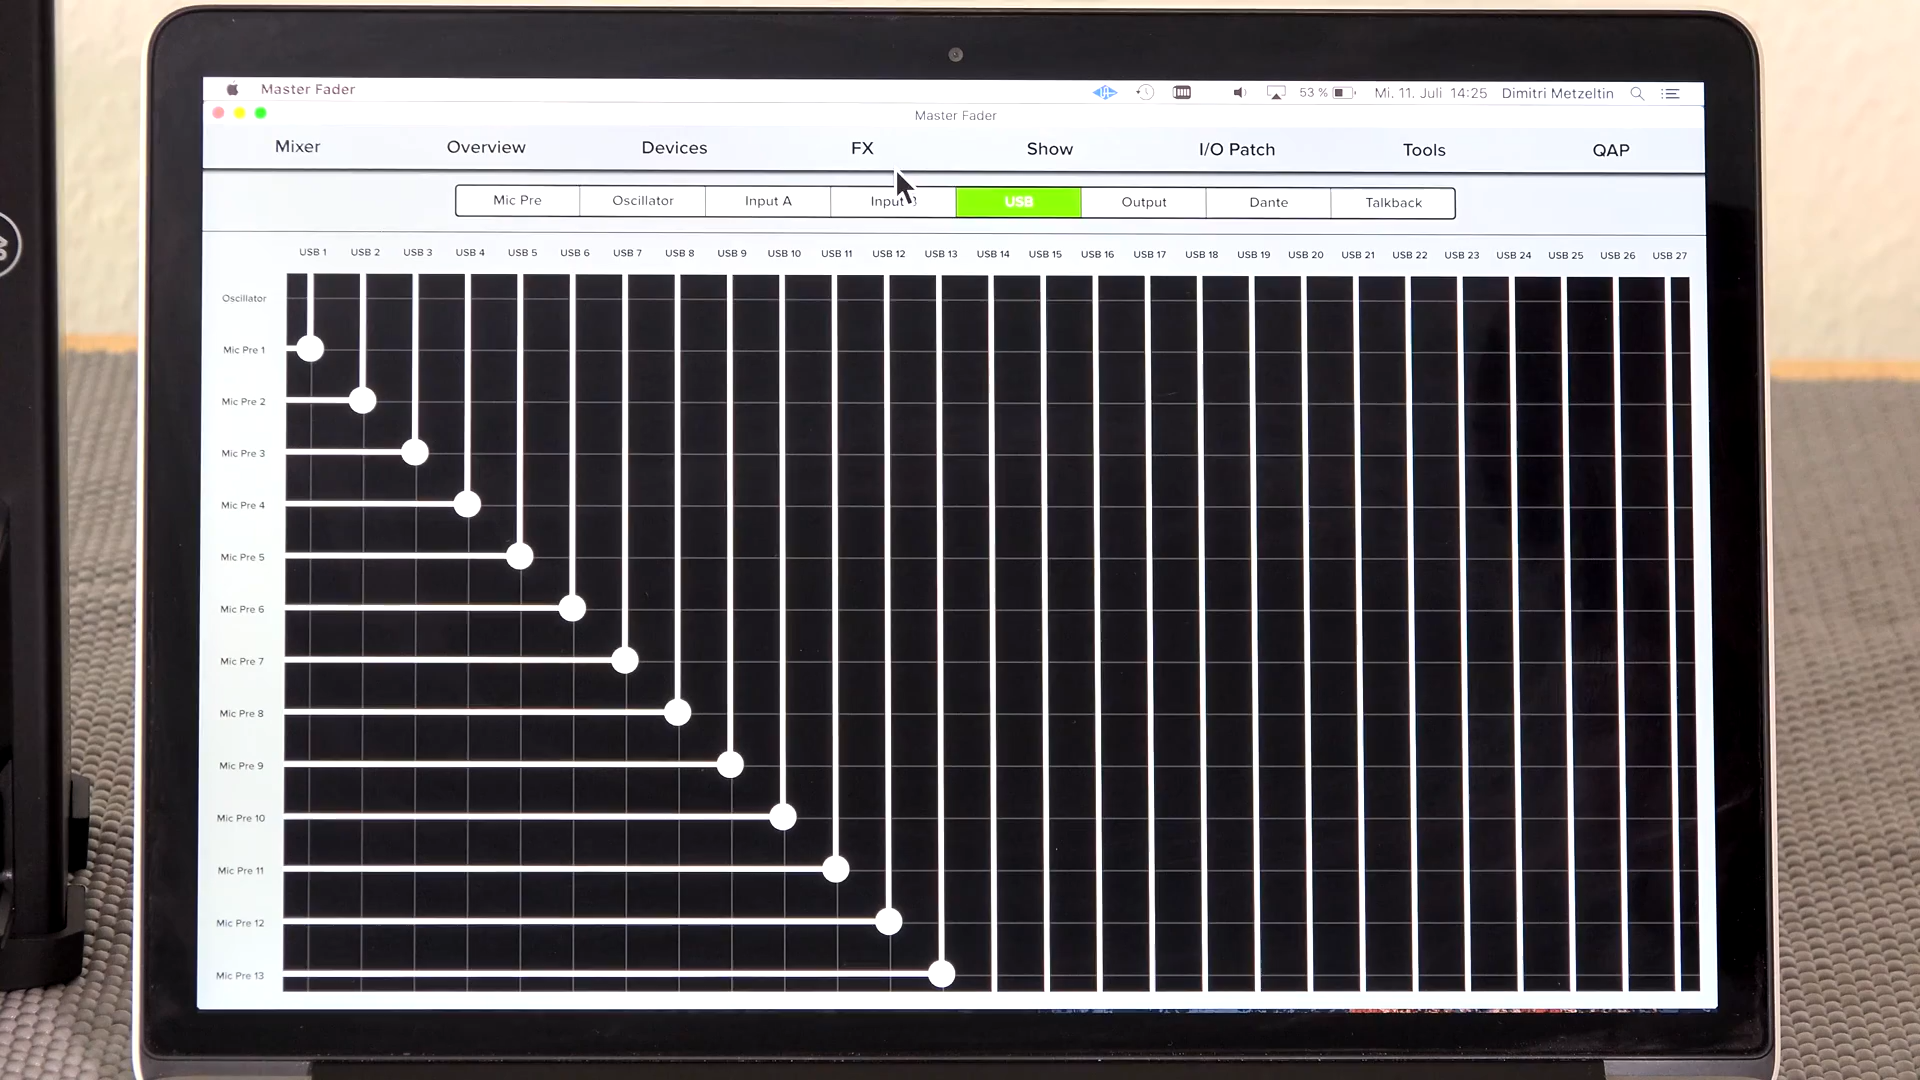 Master Fader 53 % Mi. 11. Juli 14:25 Dimitri Metzeltin
Master Fader
Mixer Overview Devices FX Show I/O Patch Tools QAP
Mic Pre Oscillator Input A Input B USB Output Dante Talkback
USB 1 USB 2 USB 3 USB 4 USB 5 USB 6 USB 7 USB 8 USB 9 USB 10 USB 11 USB 12 USB 13 USB 14 USB 15 USB 16 USB 17 USB 18 USB 19 USB 20 USB 21 USB 22 USB 23 USB 24 USB 25 USB 26 USB 27
Oscillator
Mic Pre 1
Mic Pre 2
Mic Pre 3
Mic Pre 4
Mic Pre 5
Mic Pre 6
Mic Pre 7
Mic Pre 8
Mic Pre 9
Mic Pre 10
Mic Pre 11
Mic Pre 12
Mic Pre 13